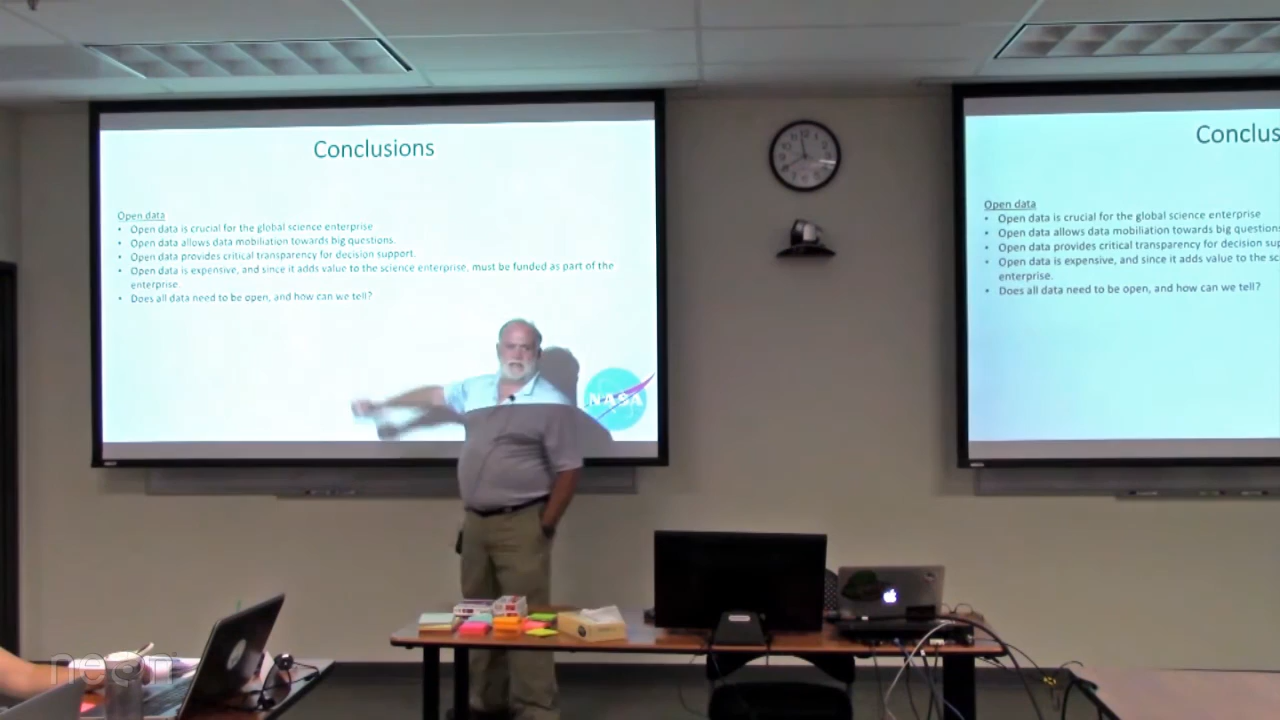 Conclusions
Open data
• Open data is crucial for the global science enterprise
• Open data allows data mobiliation towards big questions.
• Open data provides critical transparency for decision support.
• Open data is expensive, and since it adds value to the science enterprise, must be funded as part of the
enterprise.
• Does all data need to be open, and how can we tell?
NASA
Conclus
Open data
• Open data is crucial for the global science enterprise
• Open data allows data mobiliation towards big questions
• Open data provides critical transparency for decision su
• Open data is expensive, and since it adds value to the sc
enterprise.
• Does all data need to be open, and how can we tell?
neon